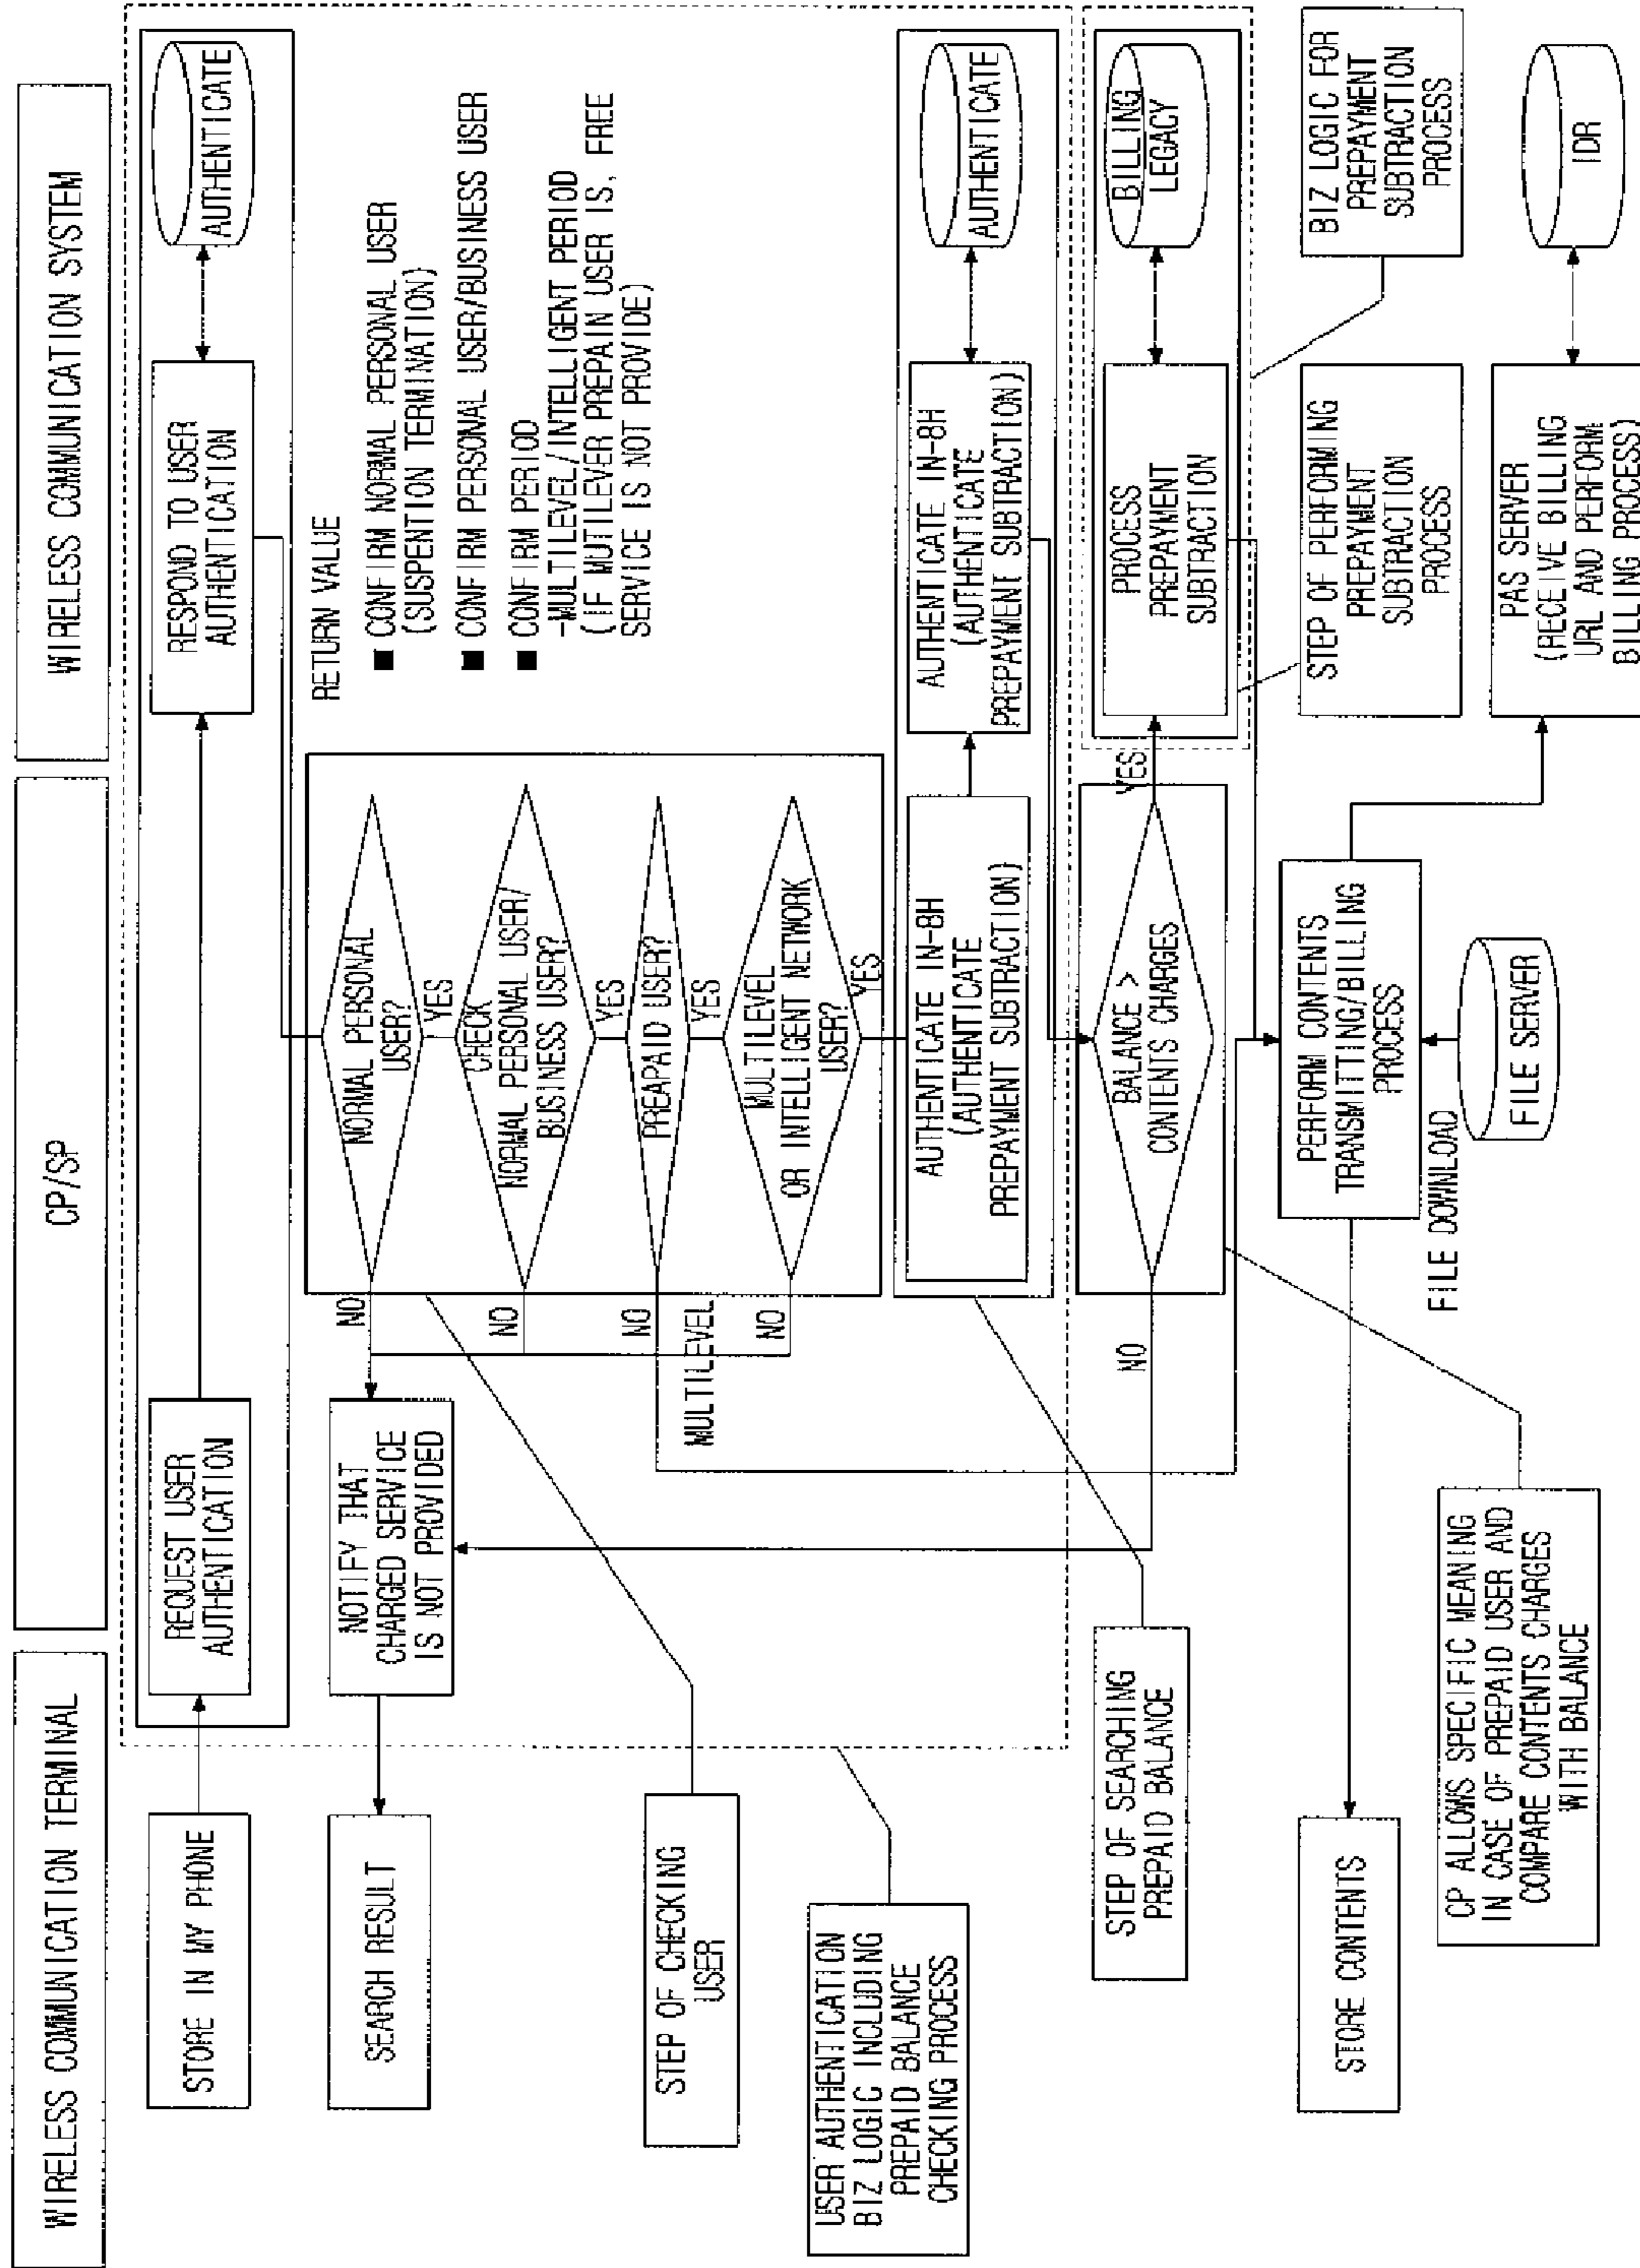 WIRELESS COMMUNICATION TERMINAL
CP/SP
WIRELESS COMMUNICATION SYSTEM
STORE IN MY PHONE
REQUEST USER
AUTHENTICATION
RESPOND TO USER
AUTHENTICATION
AUTHENTICATE
RETURN VALUE
■ CONFIRM NORMAL PERSONAL USER
(SUSPENTION TERMINATION)
■ CONFIRM PERSONAL USER/BUSINESS USER
■ CONFIRM PERIOD
-MULTILEVEL/INTELLIGENT PERIOD
(IF MUTILEVER PREPAIN USER IS, FREE
SERVICE IS NOT PROVIDE)
SEARCH RESULT
NOTIFY THAT
CHARGED SERVICE
IS NOT PROVIDED
NO
NORMAL PERSONAL
USER?
YES
NO
CHECK
NORMAL PERSONAL USER/
BUSINESS USER?
YES
NO
PREAPAID USER?
YES
MULTILEVEL
NO
MULTILEVEL
OR INTELLIGENT NETWORK
USER?
YES
STEP OF CHECKING
USER
USER AUTHENTICATION
BIZ LOGIC INCLUDING
PREPAID BALANCE
CHECKING PROCESS
AUTHENTICATE IN-8H
(AUTHENTICATE
PREPAYMENT SUBTRACTION)
AUTHENTICATE IN-8H
(AUTHENTICATE
PREPAYMENT SUBTRACTION)
AUTHENTICATE
STEP OF SEARCHING
PREPAID BALANCE
NO
BALANCE >
CONTENTS CHARGES
YES
PROCESS
PREPAYMENT
SUBTRACTION
BILLING
LEGACY
STORE CONTENTS
PERFORM CONTENTS
TRANSMITTING/BILLING
PROCESS
STEP OF PERFORMING
PREPAYMENT
SUBTRACTION
PROCESS
BIZ LOGIC FOR
PREPAYMENT
SUBTRACTION
PROCESS
CP ALLOWS SPECIFIC MEANING
IN CASE OF PREPAID USER AND
COMPARE CONTENTS CHARGES
WITH BALANCE
FILE DOWNLOAD
FILE SERVER
PAS SERVER
(RECEIVE BILLING
URL AND PERFORM
BILLING PROCESS)
IDR